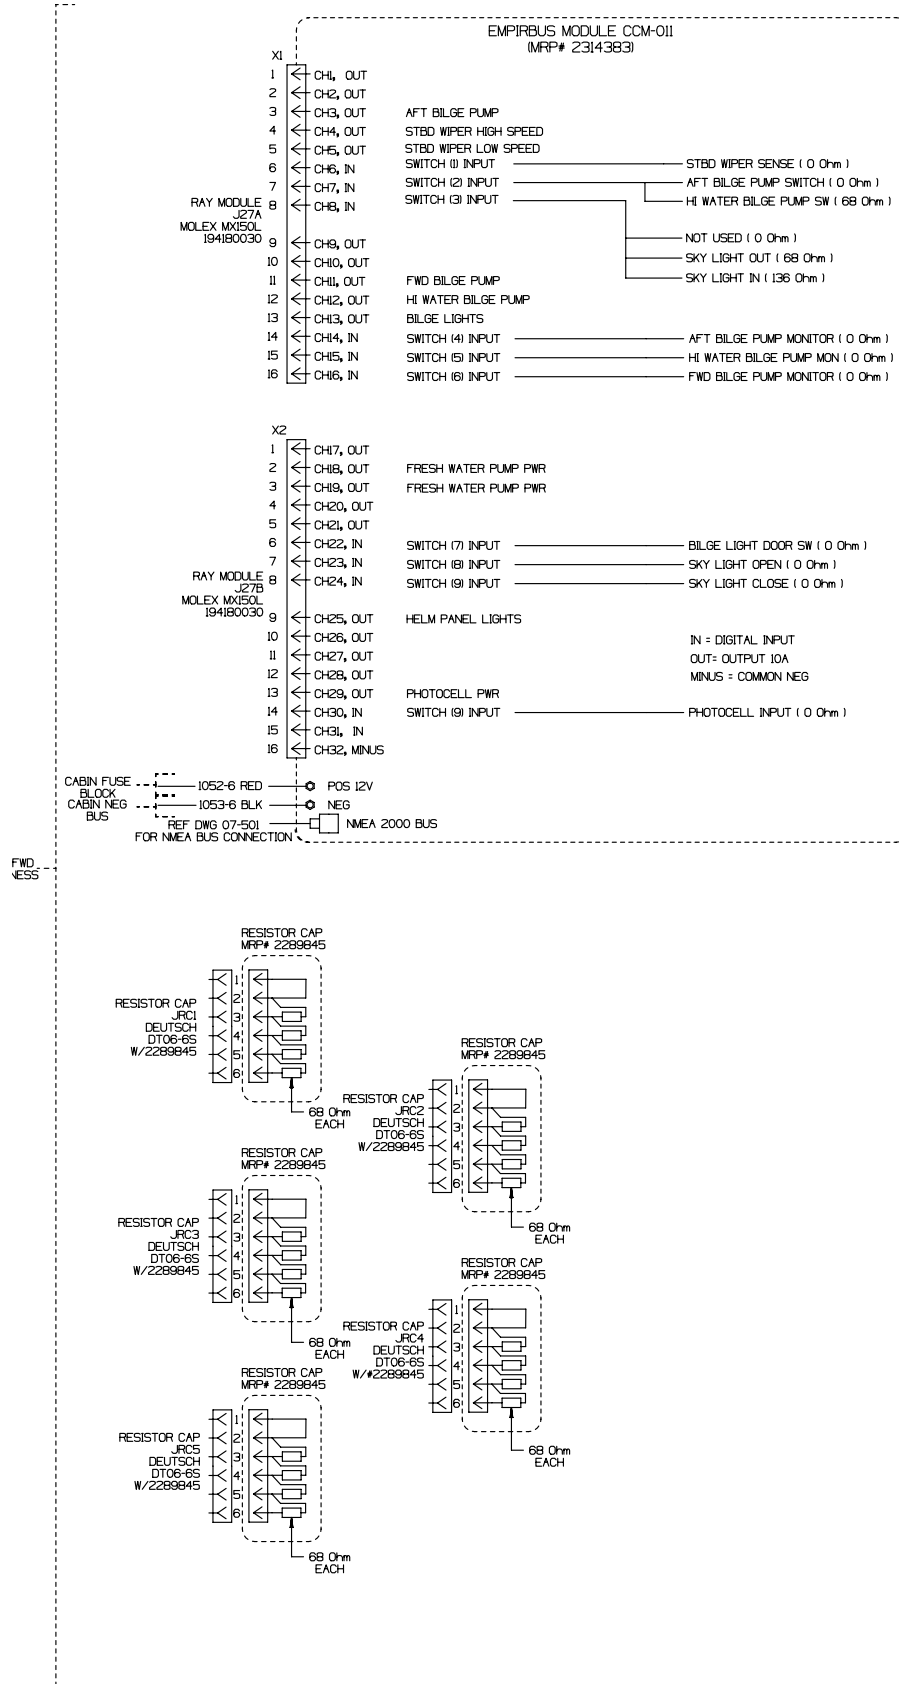 EMPIRBUS MODULE CCM-011
(MRP# 2314383)
X1
1 CH1, OUT
2 CH2, OUT
3 CH3, OUT AFT BILGE PUMP
4 CH4, OUT STBD WIPER HIGH SPEED
5 CH5, OUT STBD WIPER LOW SPEED
6 CH6, IN SWITCH (1) INPUT STBD WIPER SENSE ( 0 Ohm )
7 CH7, IN SWITCH (2) INPUT AFT BILGE PUMP SWITCH ( 0 Ohm )
8 CH8, IN SWITCH (3) INPUT HI WATER BILGE PUMP SW ( 68 Ohm )
RAY MODULE
J27A
MOLEX MX150L
194180030
NOT USED ( 0 Ohm )
SKY LIGHT OUT ( 68 Ohm )
SKY LIGHT IN ( 136 Ohm )
9 CH9, OUT
10 CH10, OUT
11 CH11, OUT FWD BILGE PUMP
12 CH12, OUT HI WATER BILGE PUMP
13 CH13, OUT BILGE LIGHTS
14 CH14, IN SWITCH (4) INPUT AFT BILGE PUMP MONITOR ( 0 Ohm )
15 CH15, IN SWITCH (5) INPUT HI WATER BILGE PUMP MON ( 0 Ohm )
16 CH16, IN SWITCH (6) INPUT FWD BILGE PUMP MONITOR ( 0 Ohm )
X2
1 CH17, OUT
2 CH18, OUT FRESH WATER PUMP PWR
3 CH19, OUT FRESH WATER PUMP PWR
4 CH20, OUT
5 CH21, OUT
6 CH22, IN SWITCH (7) INPUT BILGE LIGHT DOOR SW ( 0 Ohm )
7 CH23, IN SWITCH (8) INPUT SKY LIGHT OPEN ( 0 Ohm )
8 CH24, IN SWITCH (9) INPUT SKY LIGHT CLOSE ( 0 Ohm )
RAY MODULE
J27B
MOLEX MX150L
194180030
9 CH25, OUT HELM PANEL LIGHTS
10 CH26, OUT
11 CH27, OUT
12 CH28, OUT
13 CH29, OUT PHOTOCELL PWR
14 CH30, IN SWITCH (9) INPUT PHOTOCELL INPUT ( 0 Ohm )
15 CH31, IN
16 CH32, MINUS
IN = DIGITAL INPUT
OUT= OUTPUT 10A
MINUS = COMMON NEG
CABIN FUSE
BLOCK
1052-6 RED POS 12V
CABIN NEG
BUS
1053-6 BLK NEG
REF DWG 07-501
FOR NMEA BUS CONNECTION
NMEA 2000 BUS
FWD
NESS
RESISTOR CAP
MRP# 2289845
RESISTOR CAP
JRC1
DEUTSCH
DT06-6S
W/2289845
1
2
3
4
5
6
68 Ohm
EACH
RESISTOR CAP
MRP# 2289845
RESISTOR CAP
JRC2
DEUTSCH
DT06-6S
W/2289845
1
2
3
4
5
6
68 Ohm
EACH
RESISTOR CAP
MRP# 2289845
RESISTOR CAP
JRC3
DEUTSCH
DT06-6S
W/2289845
1
2
3
4
5
6
68 Ohm
EACH
RESISTOR CAP
MRP# 2289845
RESISTOR CAP
JRC4
DEUTSCH
DT06-6S
W/#2289845
1
2
3
4
5
6
68 Ohm
EACH
RESISTOR CAP
MRP# 2289845
RESISTOR CAP
JRC5
DEUTSCH
DT06-6S
W/2289845
1
2
3
4
5
6
68 Ohm
EACH